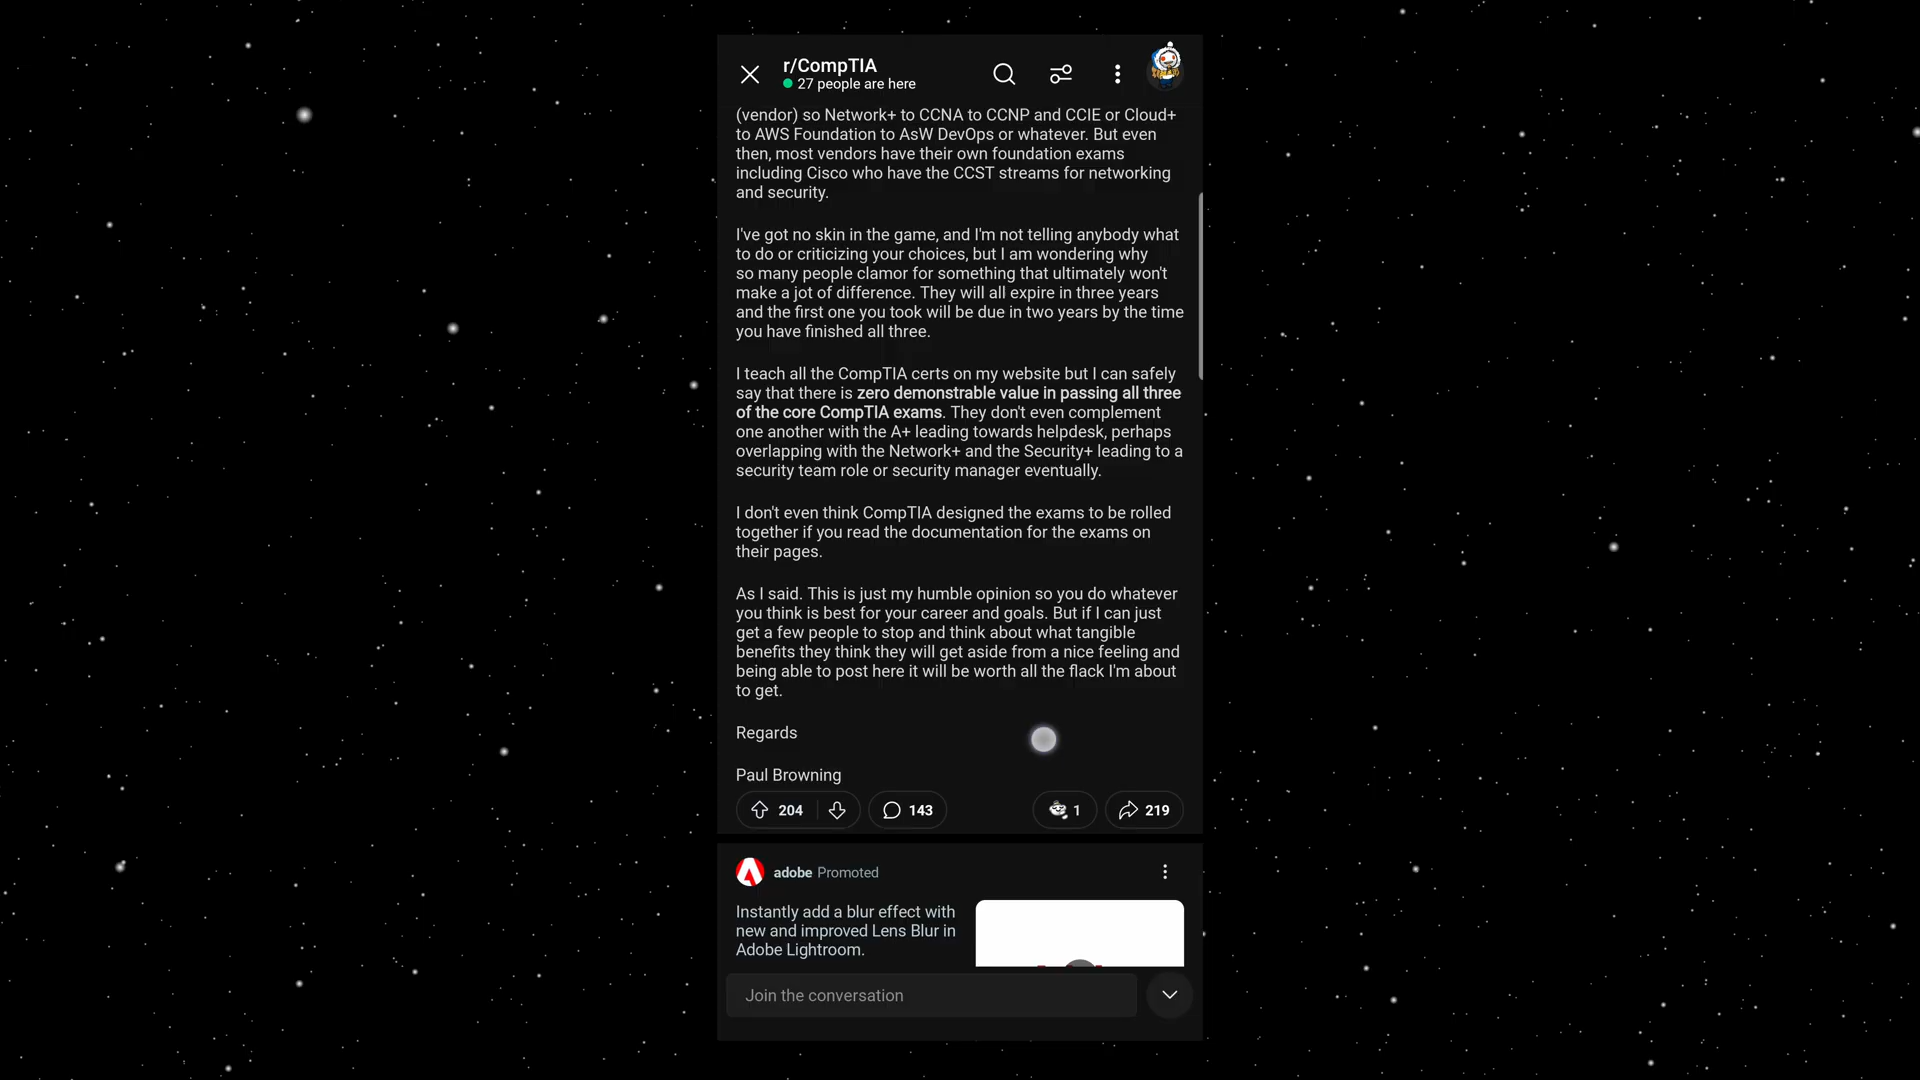 r/CompTIA
27 people are here
(vendor) so Network+ to CCNA to CCNP and CCIE or Cloud+
to AWS Foundation to AsW DevOps or whatever. But even
then, most vendors have their own foundation exams
including Cisco who have the CCST streams for networking
and security.
I've got no skin in the game, and I'm not telling anybody what
to do or criticizing your choices, but I am wondering why
so many people clamor for something that ultimately won't
make a jot of difference. They will all expire in three years
and the first one you took will be due in two years by the time
you have finished all three.
I teach all the CompTIA certs on my website but I can safely
say that there is zero demonstrable value in passing all three
of the core CompTIA exams. They don't even complement
one another with the A+ leading towards helpdesk, perhaps
overlapping with the Network+ and the Security+ leading to a
security team role or security manager eventually.
I don't even think CompTIA designed the exams to be rolled
together if you read the documentation for the exams on
their pages.
As I said. This is just my humble opinion so you do whatever
you think is best for your career and goals. But if I can just
get a few people to stop and think about what tangible
benefits they think they will get aside from a nice feeling and
being able to post here it will be worth all the flack I'm about
to get.
Regards
Paul Browning
204 143 1 219
adobe Promoted
Instantly add a blur effect with
new and improved Lens Blur in
Adobe Lightroom.
Join the conversation